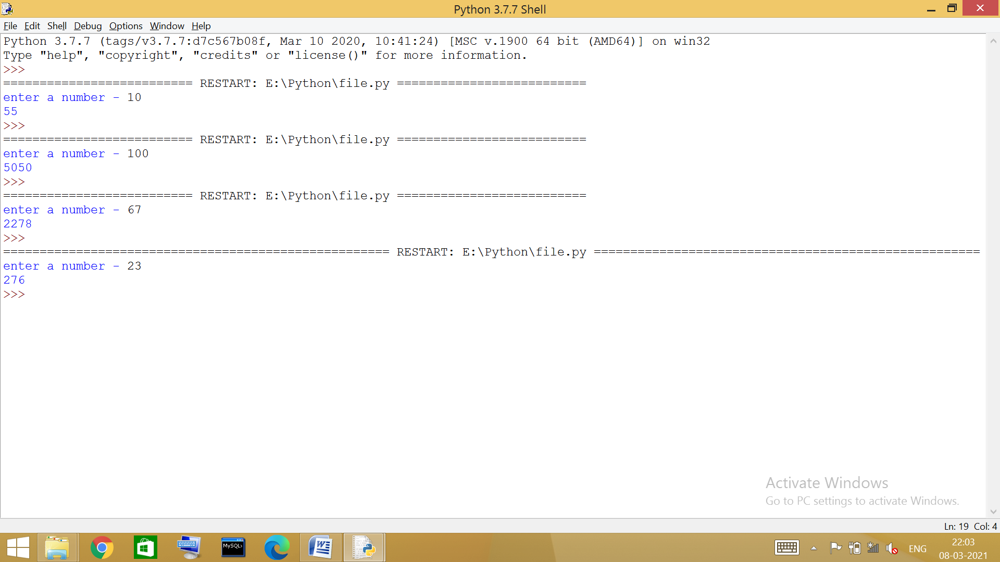 Python 3.7.7 Shell
File Edit Shell Debug Options Window Help
Python 3.7.7 (tags/v3.7.7:d7c567b08f, Mar 10 2020, 10:41:24) [MSC v.1900 64 bit (AMD64)] on win32
Type "help", "copyright", "credits" or "license()" for more information.
>>>
========================== RESTART: E:\Python\file.py ==========================
enter a number - 10
55
>>>
========================== RESTART: E:\Python\file.py ==========================
enter a number - 100
5050
>>>
========================== RESTART: E:\Python\file.py ==========================
enter a number - 67
2278
>>>
===================================================== RESTART: E:\Python\file.py =====================================================
enter a number - 23
276
>>>
Activate Windows
Go to PC settings to activate Windows.
Ln: 19 Col: 4
MySQL>
W
ENG
22:03
08-03-2021